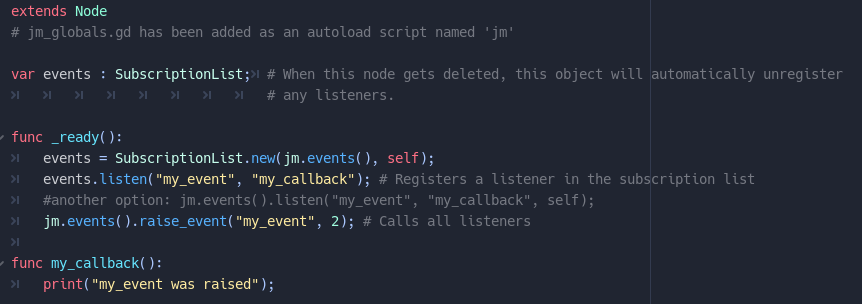 extends Node
# jm_globals.gd has been added as an autoload script named 'jm'
var events : SubscriptionList; # When this node gets deleted, this object will automatically unregister
# any listeners.
func _ready():
events = SubscriptionList.new(jm.events(), self);
events.listen("my_event", "my_callback"); # Registers a listener in the subscription list
#another option: jm.events().listen("my_event", "my_callback", self);
jm.events().raise_event("my_event", 2); # Calls all listeners
func my_callback():
print("my_event was raised");